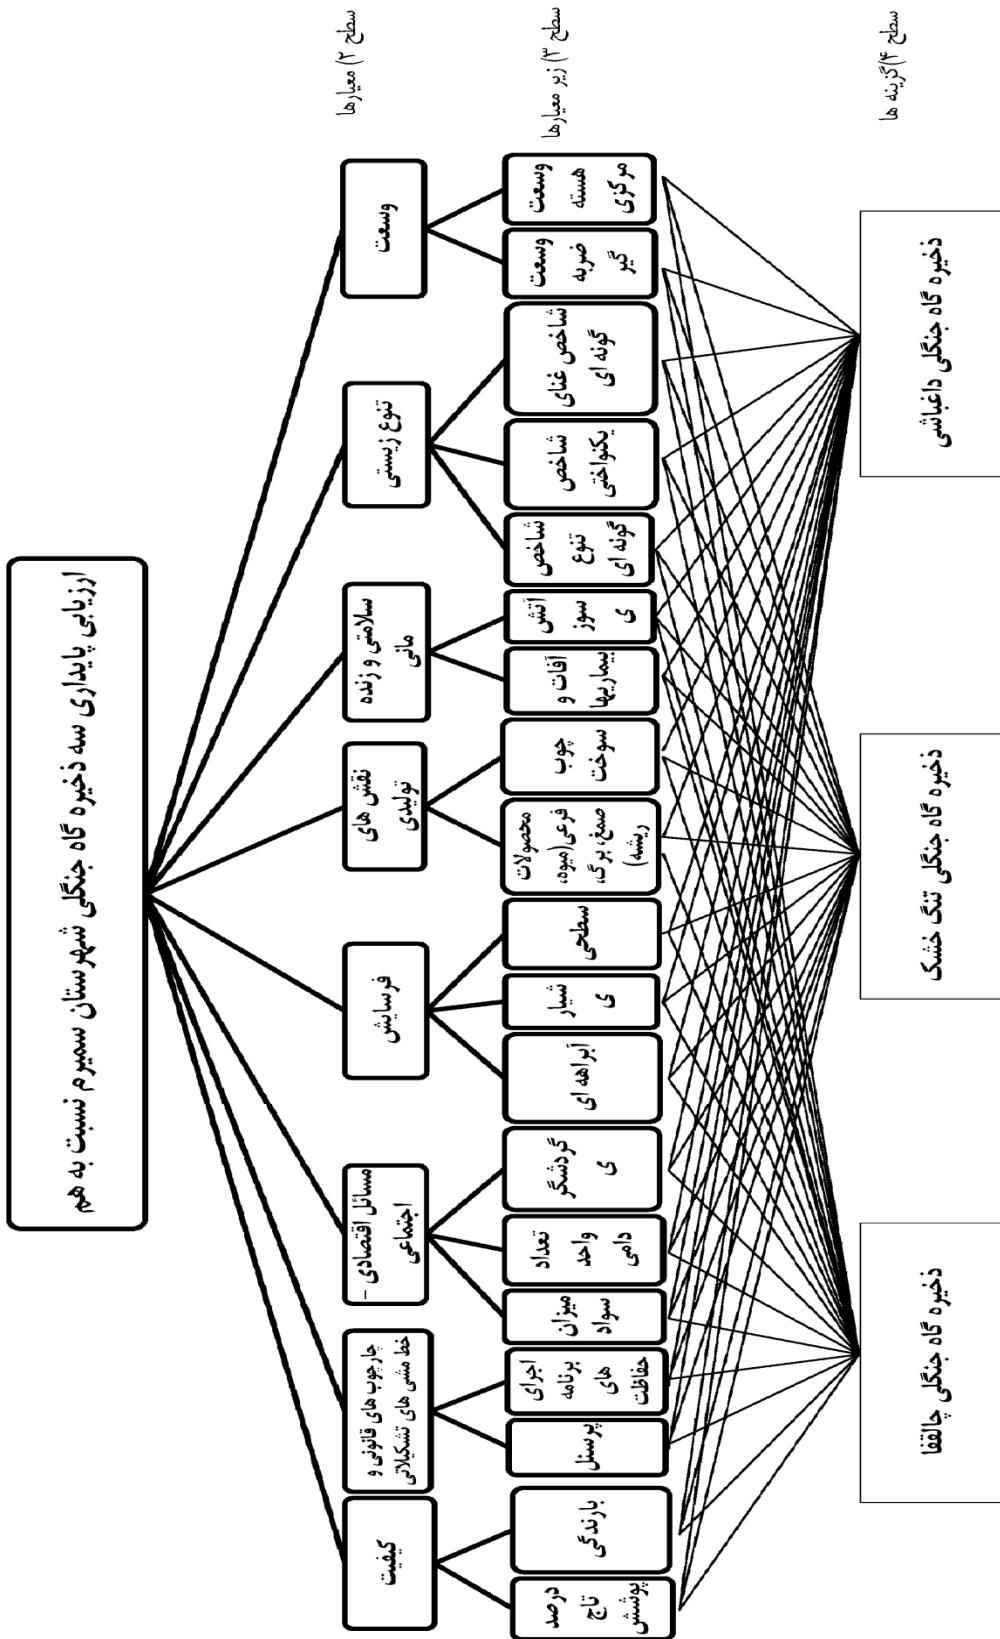 ارزیابی پایداری سه ذخیره گاه جنگلی شهرستان سمیرم نسبت به هم
سطح ۲) معیارها
وسعت
تنوع زیستی
سلامتی و زنده
مانی
نقش های
تولیدی
فرسایش
مسائل اقتصادی –
اجتماعی
چارچوب های قانونی و
خط مشی های تشکیلاتی
کیفیت
سطح ۳) زیر معیارها
وسعت
هسته
مرکزی
وسعت
ضربه
گیر
شاخص غنای
گونه ای
شاخص
یکنواختی
شاخص
تنوع
گونه ای
آتش
سوز
ی
آفات و
بیماریها
چوب
سوخت
محصولات
فرعی(میوه،
صمغ، برگ،
ریشه)
سطحی
شیار
ی
آبراهه ای
گردشگر
ی
تعداد
واحد
دامی
میزان
سواد
اجرای
برنامه
های
حفاظت
پرسنل
بارندگی
درصد
تاج
پوشش
سطح ۴)گزینه ها
ذخیره گاه جنگلی داغباشی
ذخیره گاه جنگلی تنگ خشک
ذخیره گاه جنگلی چالقفا